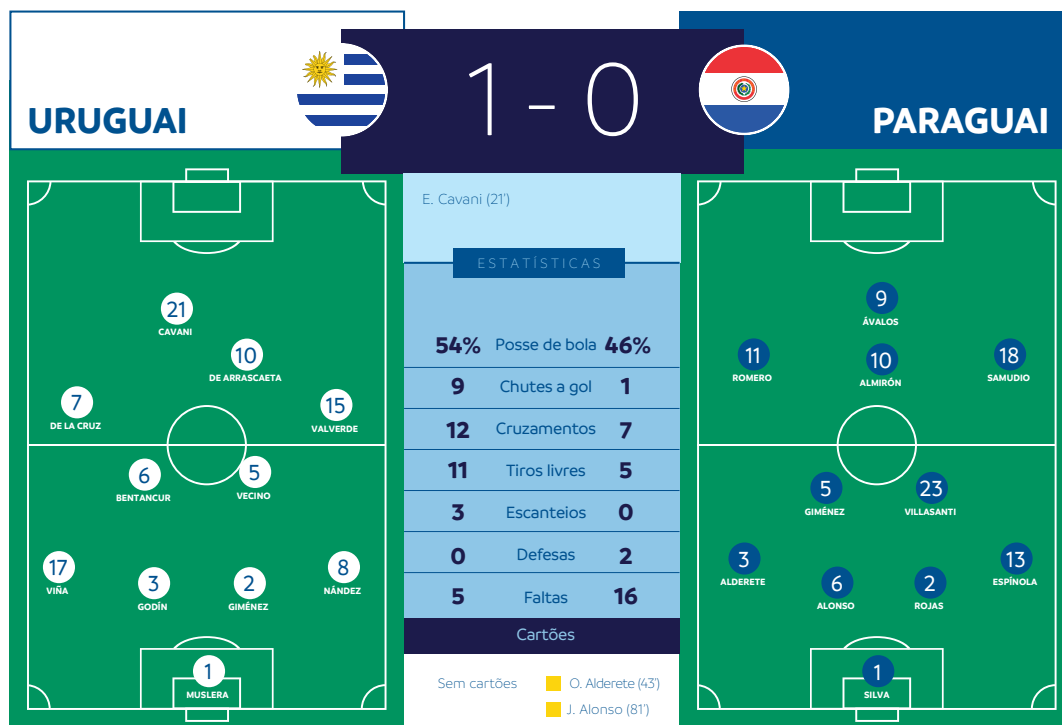 1 - 0
URUGUAI
PARAGUAI
E. Cavani (21')
ESTATÍSTICAS
54% Posse de bola 46%
9 Chutes a gol 1
12 Cruzamentos 7
11 Tiros livres 5
3 Escanteios 0
0 Defesas 2
5 Faltas 16
Cartões
Sem cartões
O. Alderete (43')
J. Alonso (81')
21
CAVANI
10
DE ARRASCAETA
7
DE LA CRUZ
15
VALVERDE
6
BENTANCUR
5
VECINO
17
VIÑA
3
GODÍN
2
GIMÉNEZ
8
NÁNDEZ
1
MUSLERA
9
ÁVALOS
11
ROMERO
10
ALMIRÓN
18
SAMUDIO
5
GIMÉNEZ
23
VILLASANTI
3
ALDERETE
6
ALONSO
2
ROJAS
13
ESPÍNOLA
1
SILVA